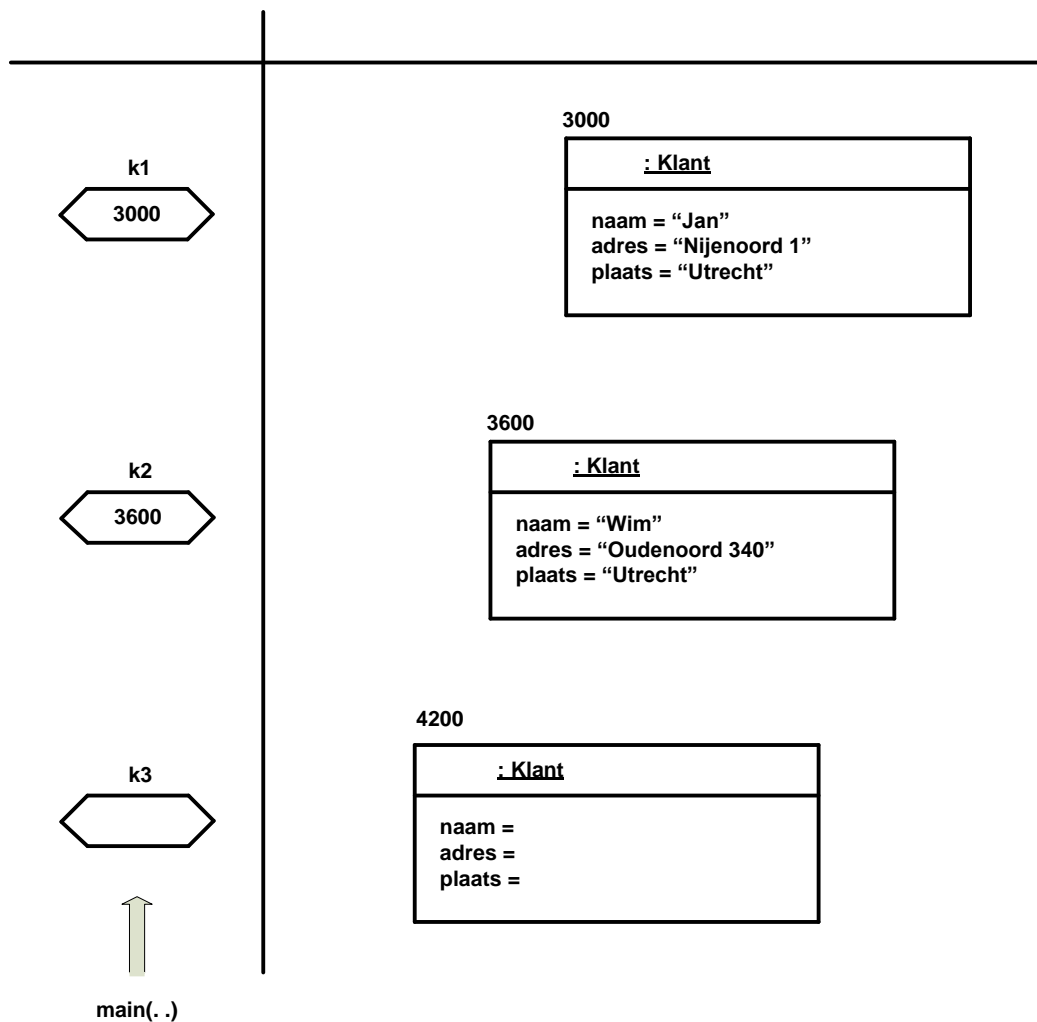 3000
: Klant
k1
3000
naam = “Jan”
adres = “Nijenoord 1”
plaats = “Utrecht”
3600
: Klant
k2
3600
naam = “Wim”
adres = “Oudenoord 340”
plaats = “Utrecht”
4200
: Klant
k3
naam =
adres =
plaats =
main(. .)